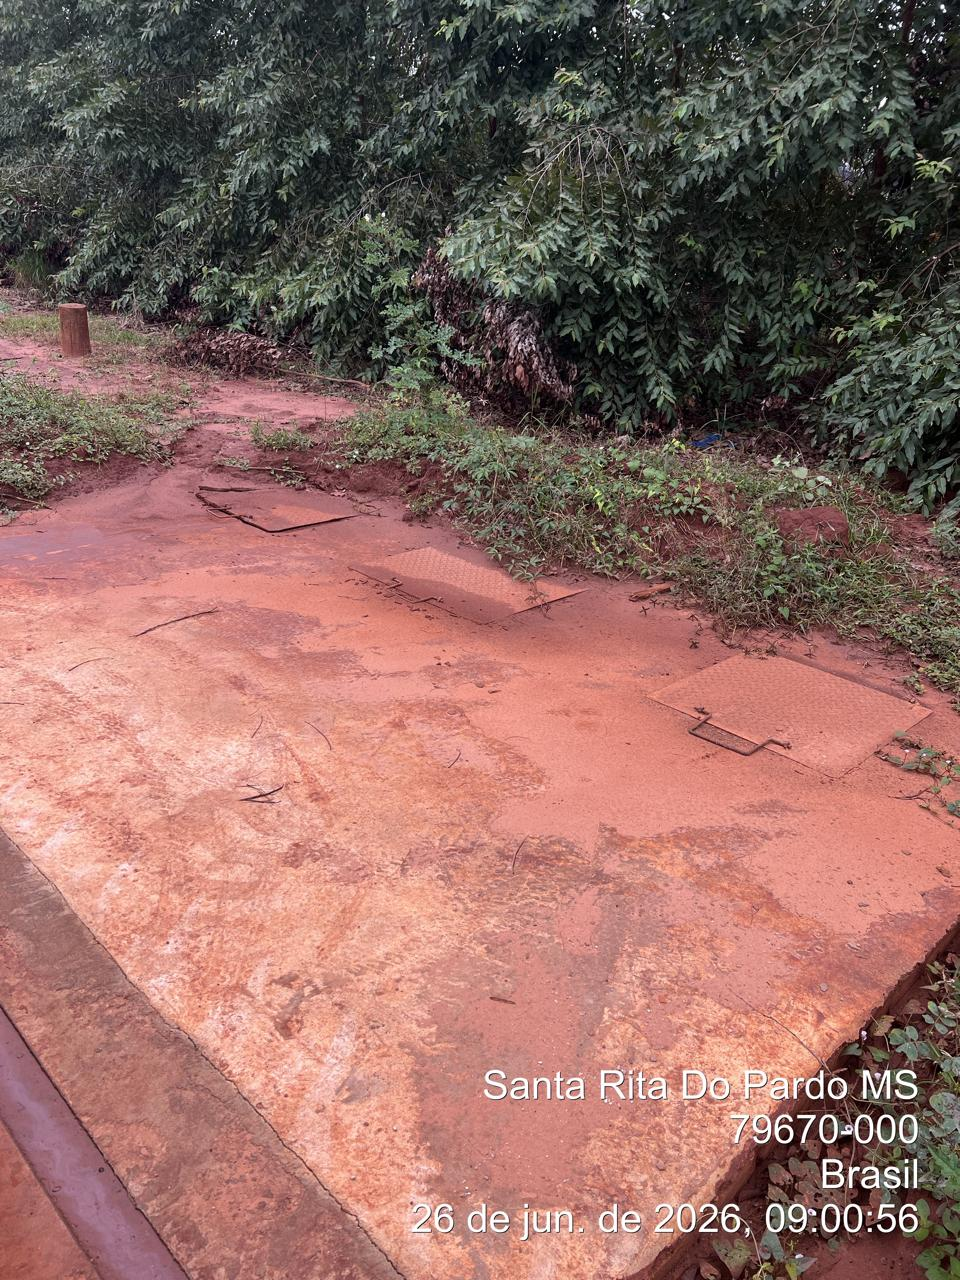 Santa Rita Do Pardo MS
79670-000
Brasil
26 de jun. de 2026, 09:00:56